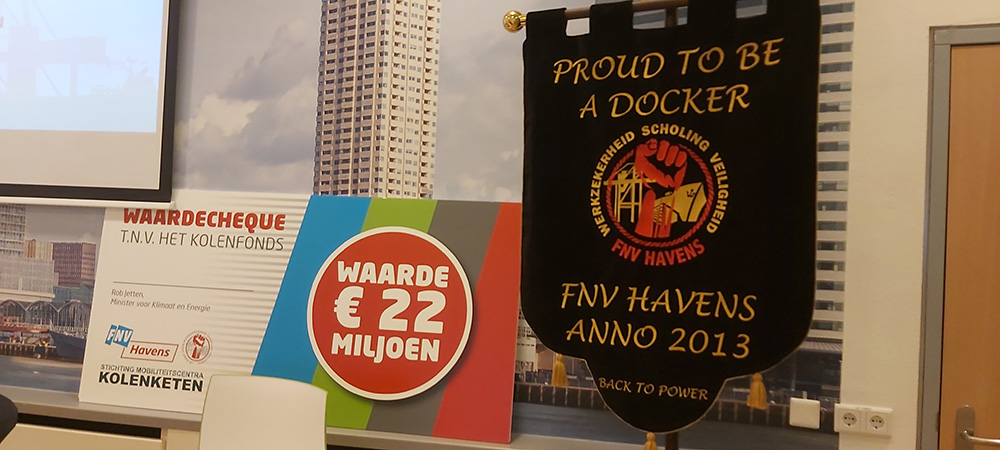 WAARDECHEQUE
T.N.V. HET KOLENFONDS
Rob Jetten,
Minister voor Klimaat en Energie
FNV
Havens
STICHTING MOBILITEITSCENTRA
KOLENKETEN
WAARDE
€ 22
MILJOEN
PROUD TO BE
A DOCKER
WERKZEKERHEID SCHOLING VEILIGHEID
FNV HAVENS
FNV HAVENS
ANNO 2013
BACK TO POWER